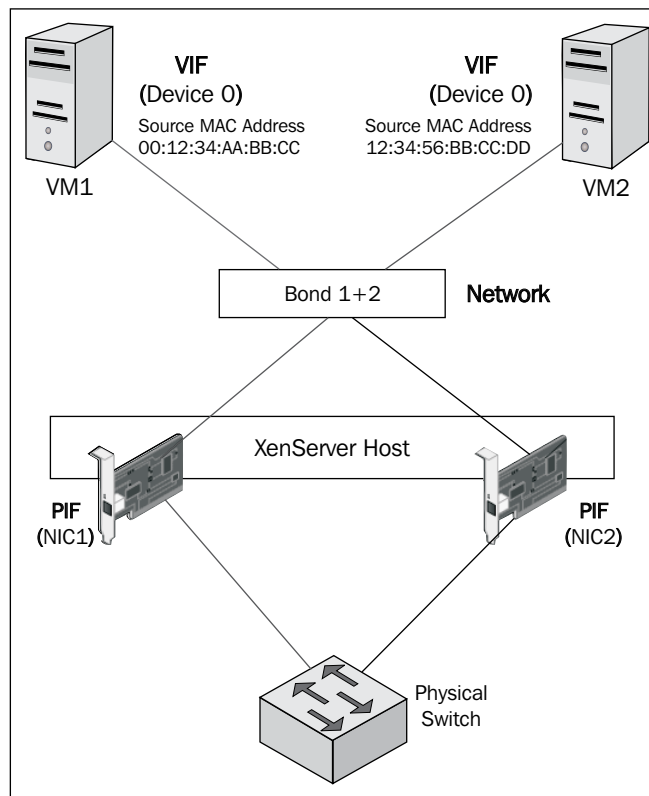 VIF
(Device 0)
Source MAC Address
00:12:34:AA:BB:CC
VM1
VIF
(Device 0)
Source MAC Address
12:34:56:BB:CC:DD
VM2
Bond 1+2
Network
XenServer Host
PIF
(NIC1)
PIF
(NIC2)
Physical
Switch